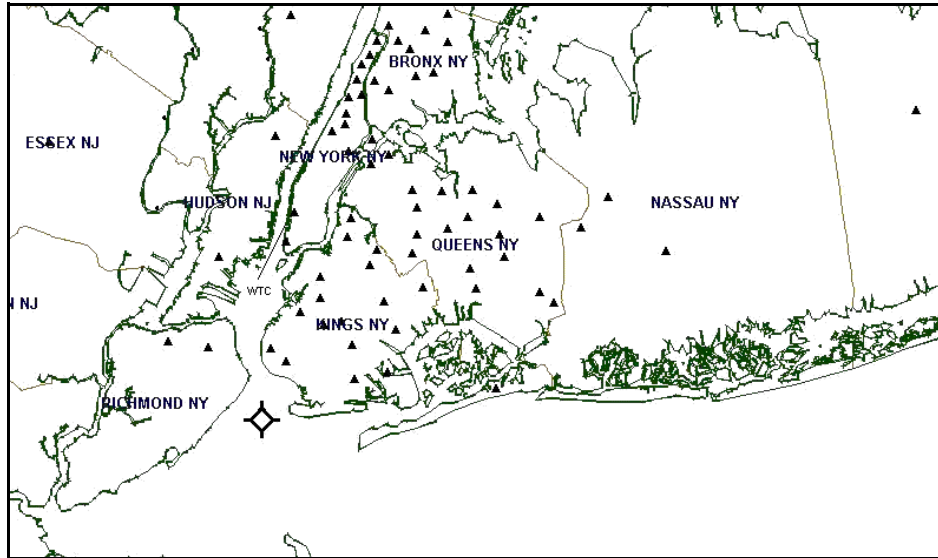 BRONX NY
ESSEX NJ
NEW YORK NY
HUDSON NJ
NASSAU NY
QUEENS NY
WTC
N NJ
KINGS NY
RICHMOND NY